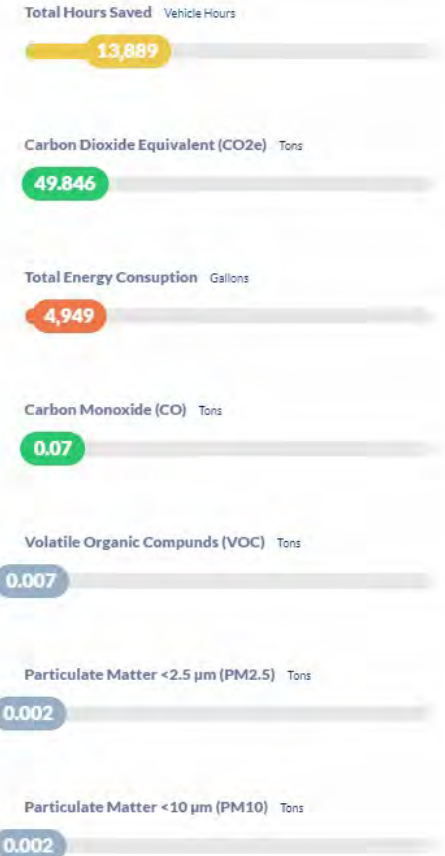 Total Hours Saved Vehicle Hours
13,889
Carbon Dioxide Equivalent (CO2e) Tons
49.846
Total Energy Consuption Gallons
4,949
Carbon Monoxide (CO) Tons
0.07
Volatile Organic Compunds (VOC) Tons
0.007
Particulate Matter <2.5 µm (PM2.5) Tons
0.002
Particulate Matter <10 µm (PM10) Tons
0.002